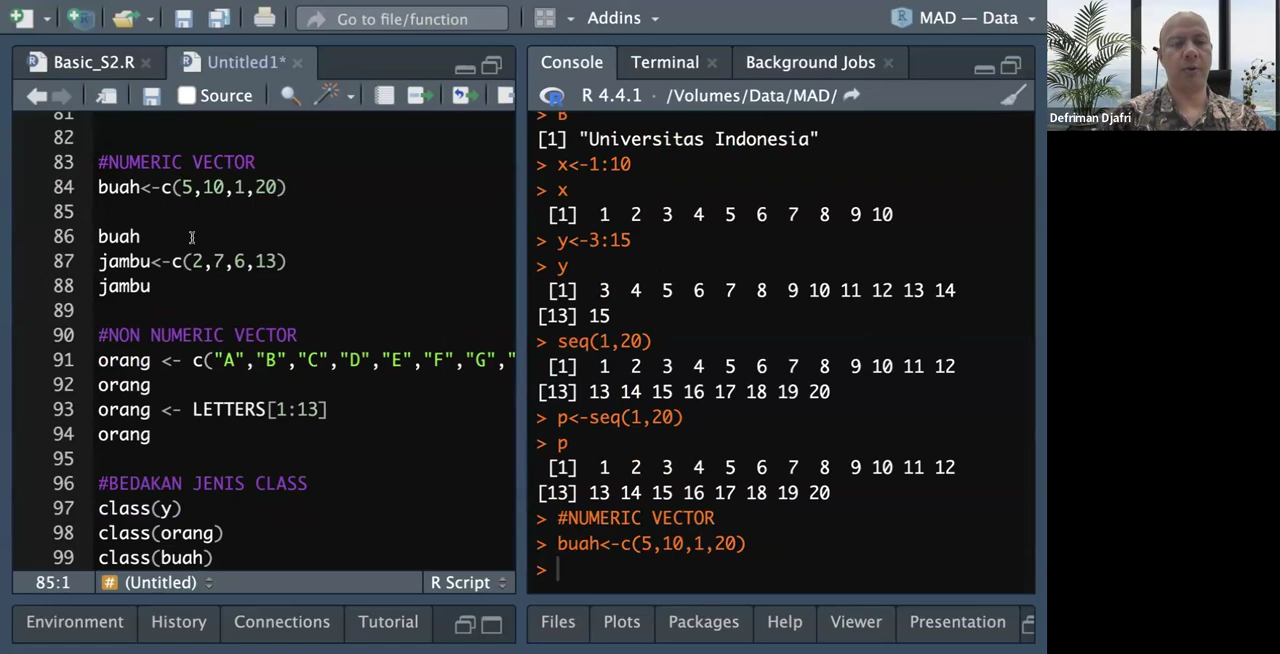 Go to file/function
Addins
MAD — Data
Basic_S2.R
Untitled1*
Source
81
82
83 #NUMERIC VECTOR
84 buah<-c(5,10,1,20)
85
86 buah
87 jambu<-c(2,7,6,13)
88 jambu
89
90 #NON NUMERIC VECTOR
91 orang <- c("A","B","C","D","E","F","G","
92 orang
93 orang <- LETTERS[1:13]
94 orang
95
96 #BEDAKAN JENIS CLASS
97 class(y)
98 class(orang)
99 class(buah)
85:1 # (Untitled) R Script
Environment History Connections Tutorial
Console Terminal Background Jobs
R 4.4.1 · /Volumes/Data/MAD/
> B
[1] "Universitas Indonesia"
> x<-1:10
> x
[1] 1 2 3 4 5 6 7 8 9 10
> y<-3:15
> y
[1] 3 4 5 6 7 8 9 10 11 12 13 14
[13] 15
> seq(1,20)
[1] 1 2 3 4 5 6 7 8 9 10 11 12
[13] 13 14 15 16 17 18 19 20
> p<-seq(1,20)
> p
[1] 1 2 3 4 5 6 7 8 9 10 11 12
[13] 13 14 15 16 17 18 19 20
> #NUMERIC VECTOR
> buah<-c(5,10,1,20)
>
Files Plots Packages Help Viewer Presentation
Defriman Djafri